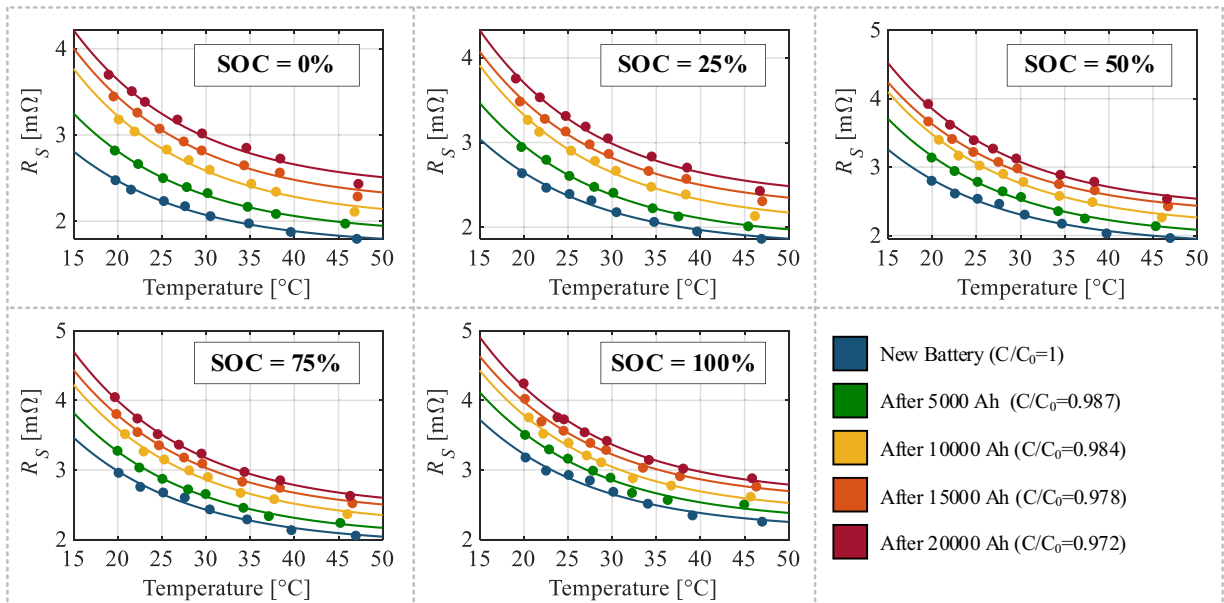 SOC = 0%
4
3
2
R_S [mΩ]
15 20 25 30 35 40 45 50
Temperature [°C]
SOC = 25%
4
3
2
R_S [mΩ]
15 20 25 30 35 40 45 50
Temperature [°C]
SOC = 50%
5
4
3
2
R_S [mΩ]
15 20 25 30 35 40 45 50
Temperature [°C]
SOC = 75%
5
4
3
2
R_S [mΩ]
15 20 25 30 35 40 45 50
Temperature [°C]
SOC = 100%
5
4
3
2
R_S [mΩ]
15 20 25 30 35 40 45 50
Temperature [°C]
New Battery (C/C₀=1)
After 5000 Ah (C/C₀=0.987)
After 10000 Ah (C/C₀=0.984)
After 15000 Ah (C/C₀=0.978)
After 20000 Ah (C/C₀=0.972)